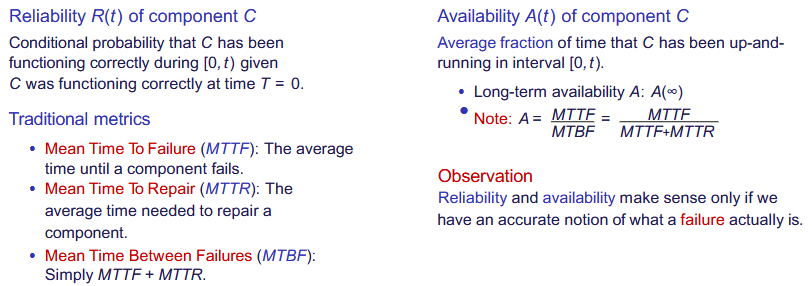 Reliability R(t) of component C
Conditional probability that C has been
functioning correctly during [0,t) given
C was functioning correctly at time T = 0.
Traditional metrics
• Mean Time To Failure (MTTF): The average
time until a component fails.
• Mean Time To Repair (MTTR): The
average time needed to repair a
component.
• Mean Time Between Failures (MTBF):
Simply MTTF + MTTR.
Availability A(t) of component C
Average fraction of time that C has been up-and-
running in interval [0,t).
• Long-term availability A: A(∞)
• Note: A = MTTF/MTBF = MTTF/MTTF+MTTR
Observation
Reliability and availability make sense only if we
have an accurate notion of what a failure actually is.